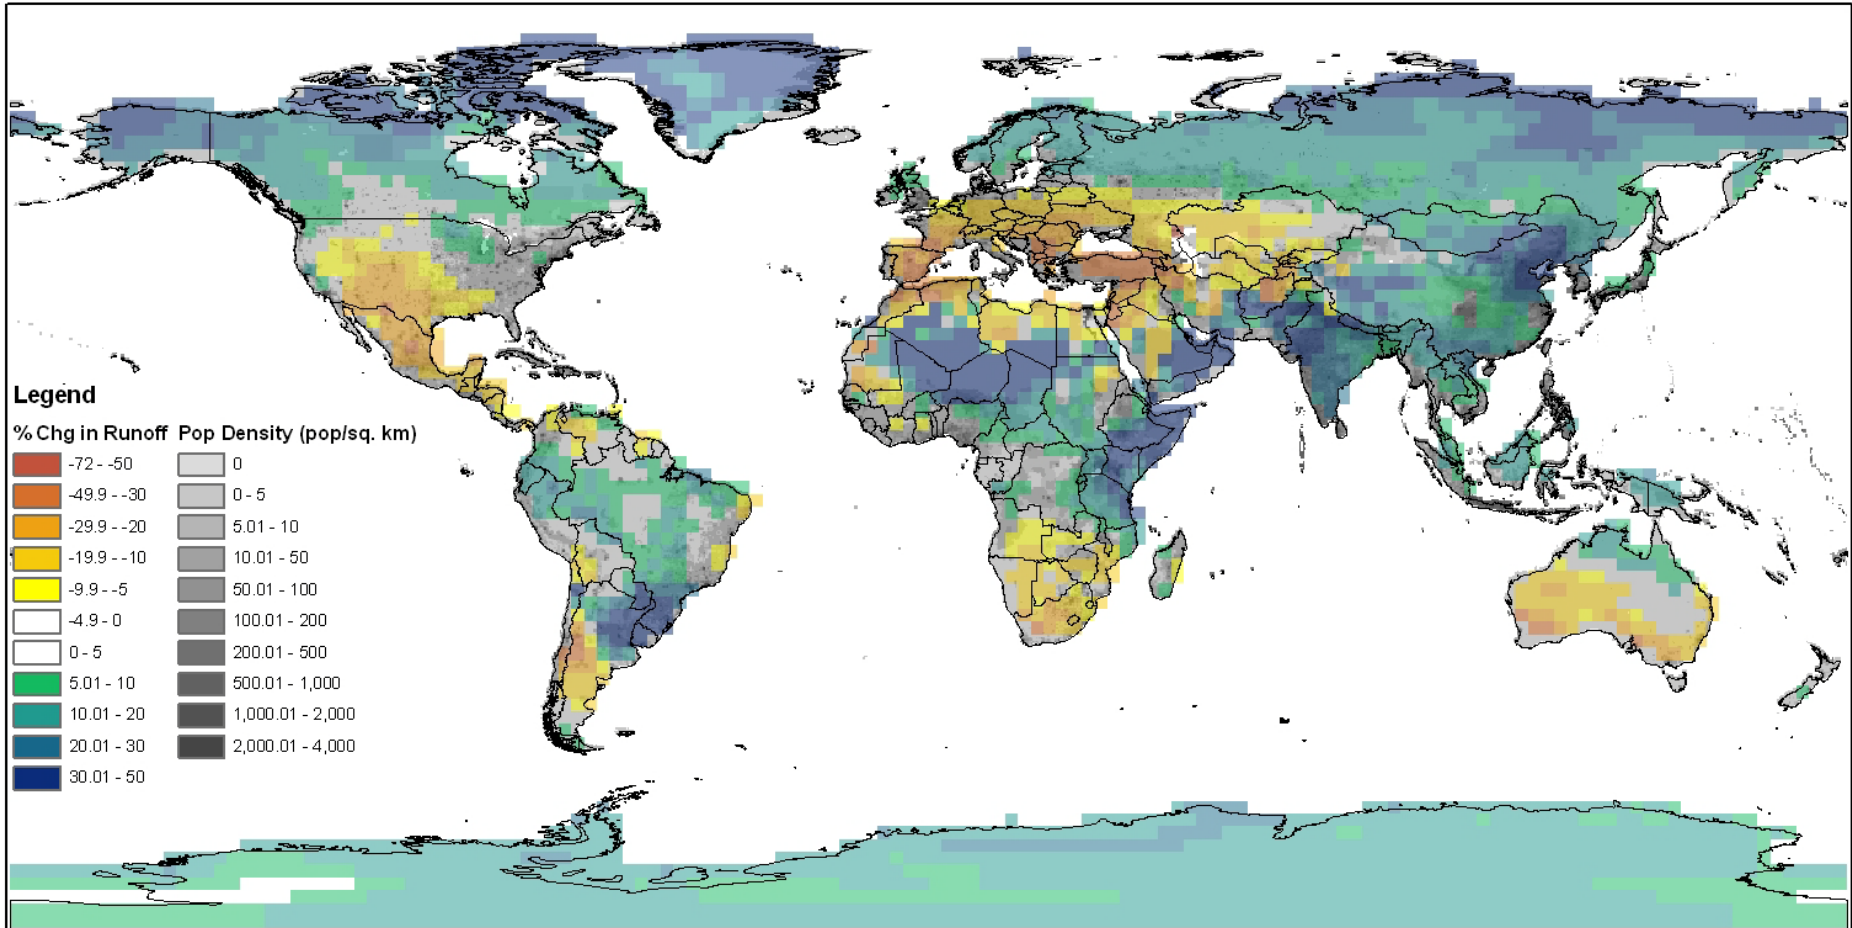 Legend
% Chg in Runoff Pop Density (pop/sq. km)
-72 - -50 0
-49.9 - -30 0 - 5
-29.9 - -20 5.01 - 10
-19.9 - -10 10.01 - 50
-9.9 - -5 50.01 - 100
-4.9 - 0 100.01 - 200
0 - 5 200.01 - 500
5.01 - 10 500.01 - 1,000
10.01 - 20 1,000.01 - 2,000
20.01 - 30 2,000.01 - 4,000
30.01 - 50